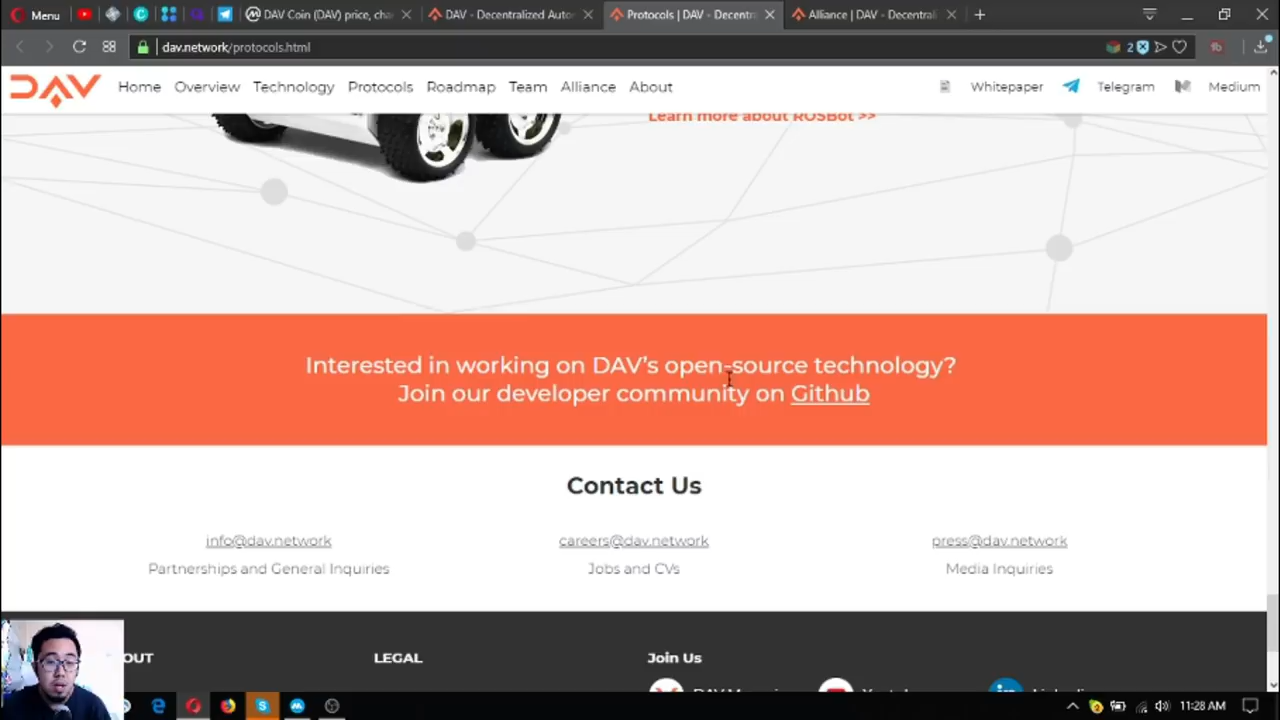 Menu
DAV Coin (DAV) price, cha
DAV - Decentralized Auto
Protocols | DAV - Decentra
Alliance | DAV - Decentrali
dav.network/protocols.html
2
DAV
Home
Overview
Technology
Protocols
Roadmap
Team
Alliance
About
Whitepaper
Telegram
Medium
Learn more about ROSBot >>
Interested in working on DAV's open-source technology?
Join our developer community on Github
Contact Us
info@dav.network
careers@dav.network
press@dav.network
Partnerships and General Inquiries
Jobs and CVs
Media Inquiries
OUT
LEGAL
Join Us
11:28 AM